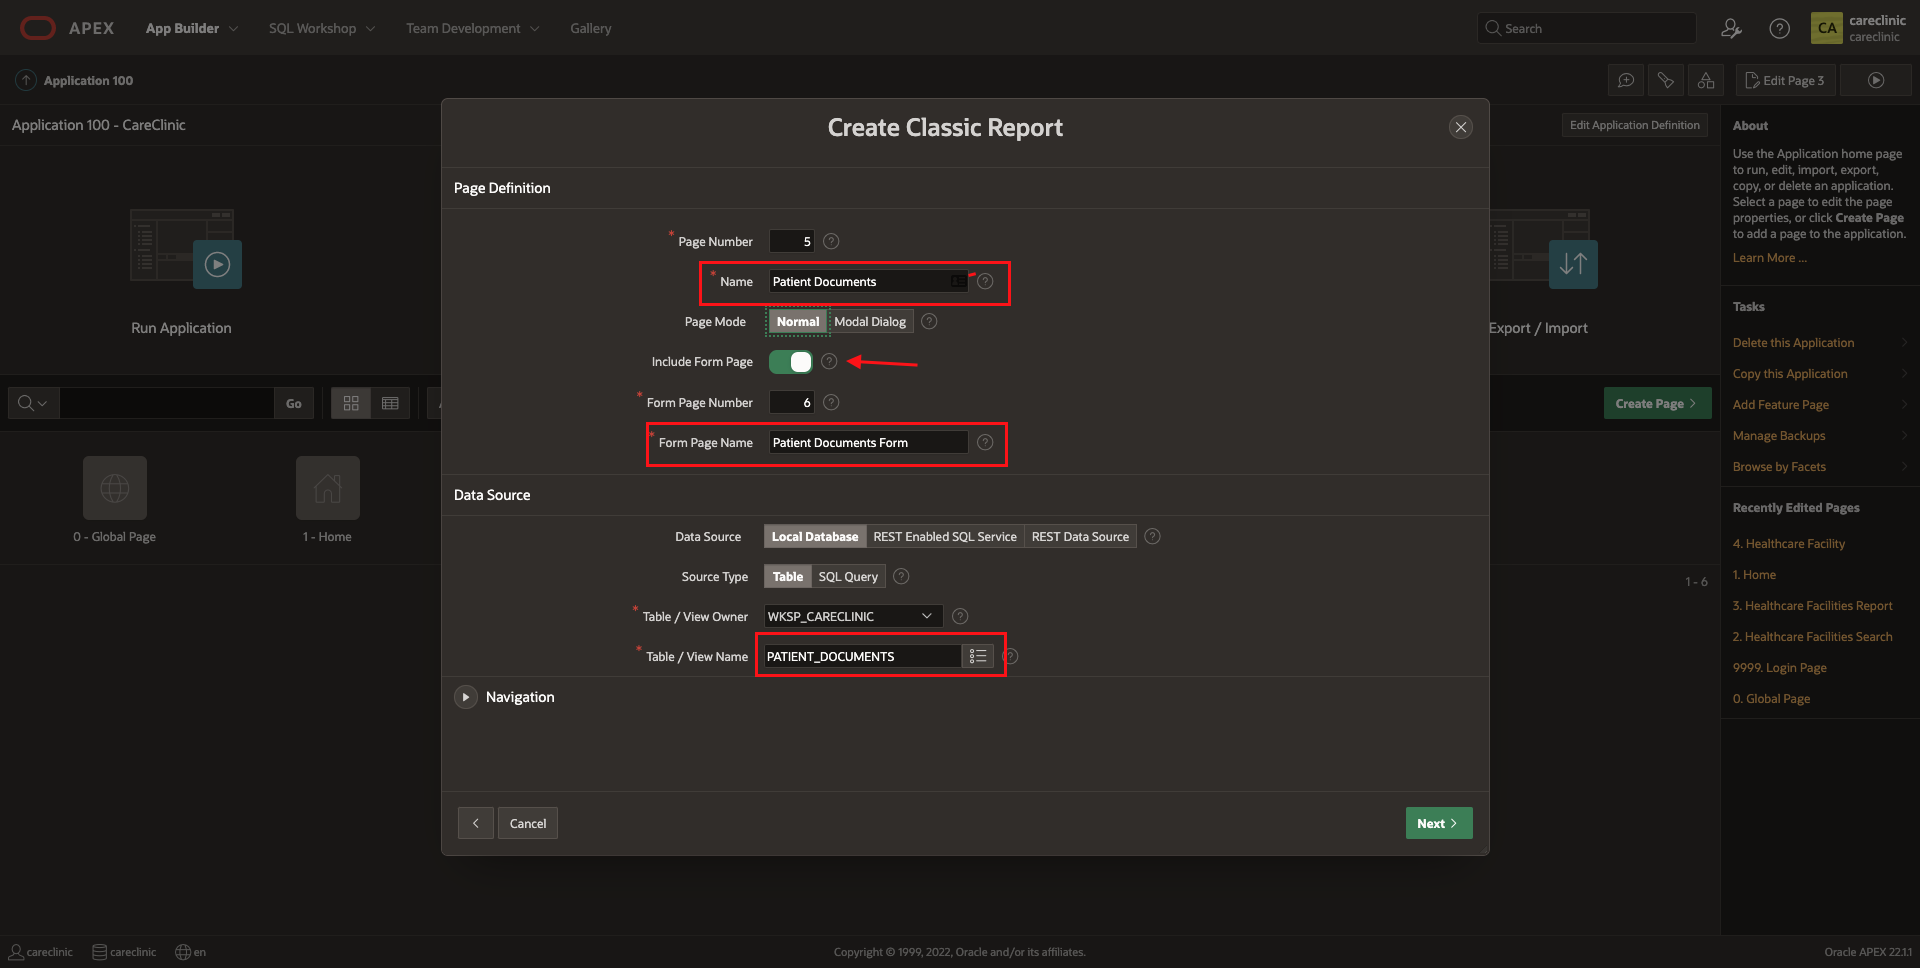 APEX
App Builder
SQL Workshop
Team Development
Gallery
Search
CA
careclinic
careclinic
Application 100
Edit Page 3
Application 100 - CareClinic
Edit Application Definition
Run Application
Export / Import
Go
Create Page
0 - Global Page
1 - Home
1 - 6
Create Classic Report
Page Definition
* Page Number 5
* Name Patient Documents
Page Mode Normal Modal Dialog
Include Form Page
* Form Page Number 6
* Form Page Name Patient Documents Form
Data Source
Data Source Local Database REST Enabled SQL Service REST Data Source
Source Type Table SQL Query
* Table / View Owner WKSP_CARECLINIC
* Table / View Name PATIENT_DOCUMENTS
Navigation
Cancel
Next
About
Use the Application home page
to run, edit, import, export,
copy, or delete an application.
Select a page to edit the page
properties, or click Create Page
to add a page to the application.
Learn More ...
Tasks
Delete this Application
Copy this Application
Add Feature Page
Manage Backups
Browse by Facets
Recently Edited Pages
4. Healthcare Facility
1. Home
3. Healthcare Facilities Report
2. Healthcare Facilities Search
9999. Login Page
0. Global Page
careclinic
careclinic
en
Copyright © 1999, 2022, Oracle and/or its affiliates.
Oracle APEX 22.1.1